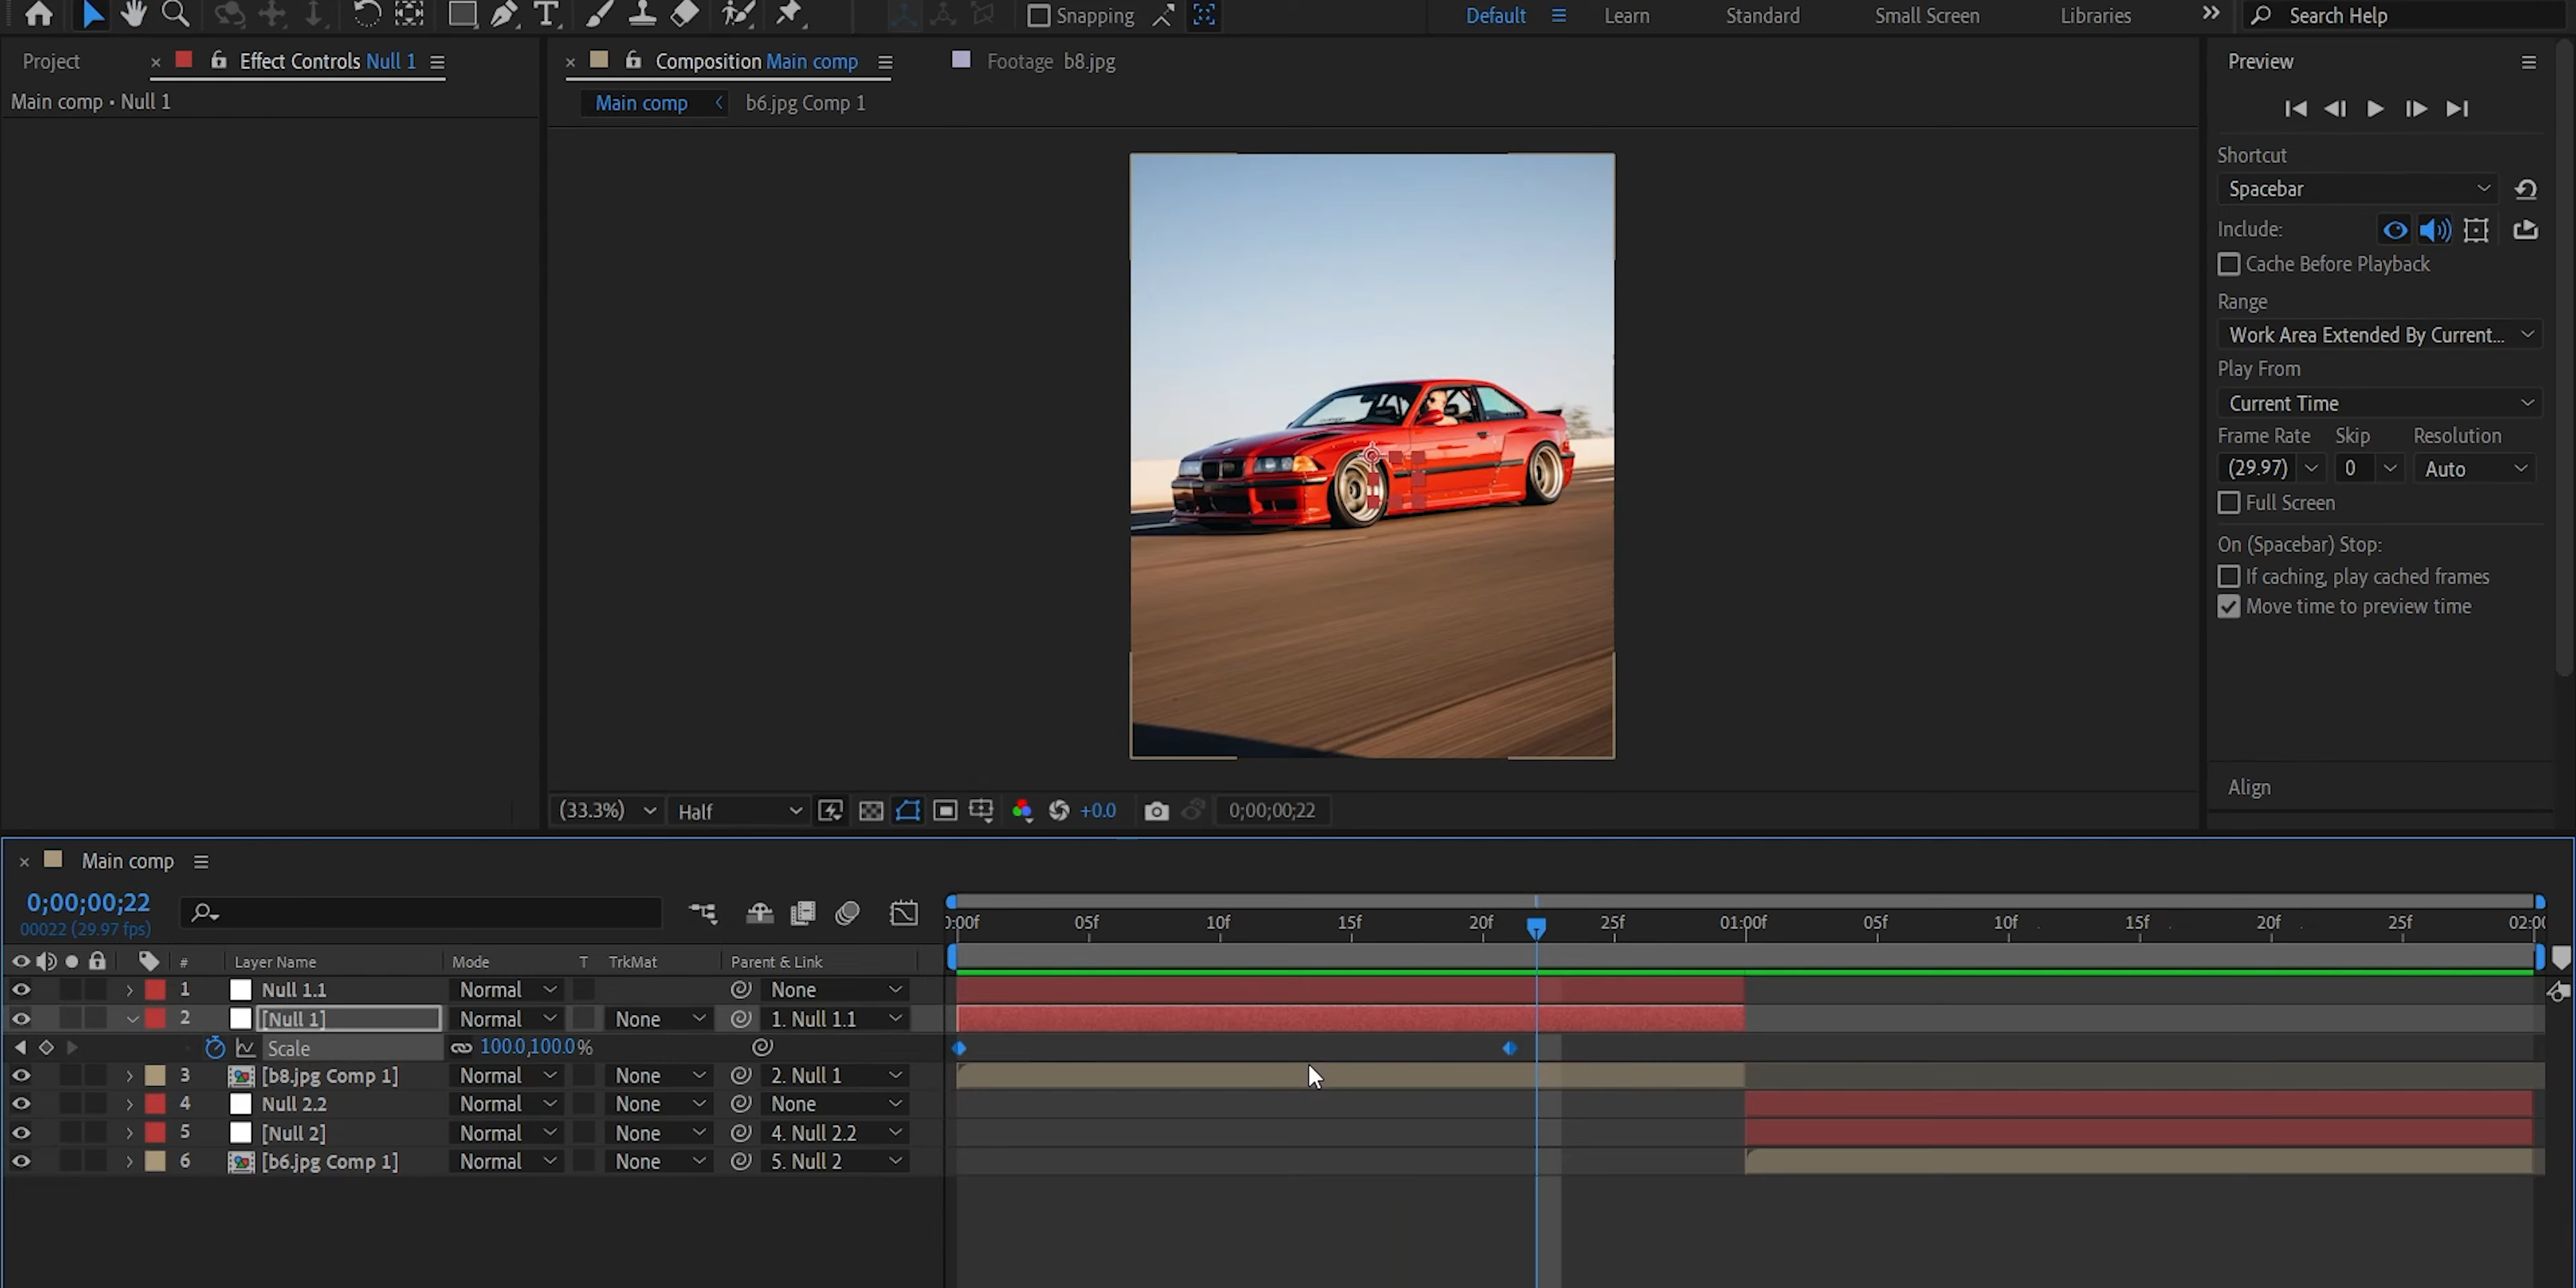 Snapping
Default
Learn
Standard
Small Screen
Libraries
Search Help
Project
Effect Controls Null 1
Composition Main comp
Footage b8.jpg
Preview
Main comp • Null 1
Main comp
b6.jpg Comp 1
Shortcut
Spacebar
Include:
Cache Before Playback
Range
Work Area Extended By Current...
Play From
Current Time
Frame Rate Skip Resolution
(29.97) 0 Auto
Full Screen
On (Spacebar) Stop:
If caching, play cached frames
Move time to preview time
Align
(33.3%) Half +0.0 0;00;00;22
Main comp
0;00;00;22
00022 (29.97 fps)
0:00f 05f 10f 15f 20f 25f 01:00f 05f 10f 15f 20f 25f 02:00
# Layer Name Mode T TrkMat Parent & Link
1 Null 1.1 Normal None
2 [Null 1] Normal None 1. Null 1.1
Scale 100.0,100.0%
3 [b8.jpg Comp 1] Normal None 2. Null 1
4 Null 2.2 Normal None None
5 [Null 2] Normal None 4. Null 2.2
6 [b6.jpg Comp 1] Normal None 5. Null 2